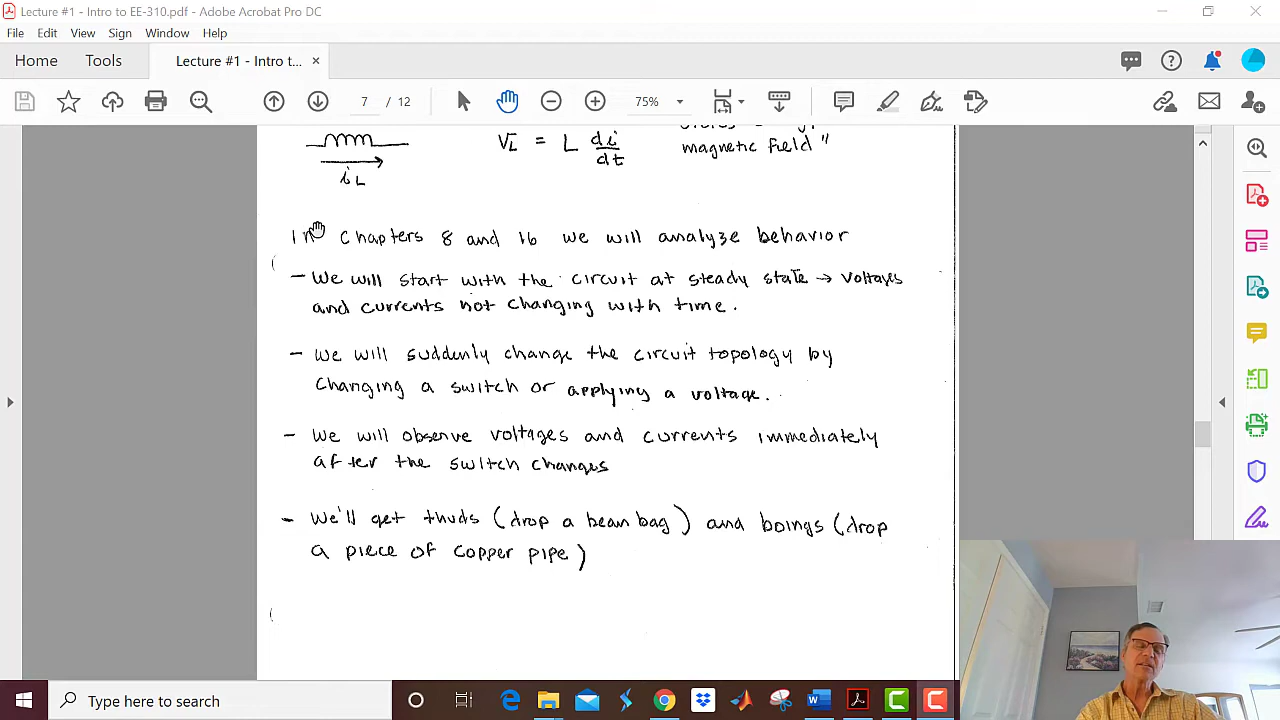 Lecture #1 - Intro to EE-310.pdf - Adobe Acrobat Pro DC
File Edit View Sign Window Help
Home Tools Lecture #1 - Intro t... ×
7 / 12 75%
VL = L di/dt
magnetic field"
iL
In Chapters 8 and 16 we will analyze behavior
- We will start with the circuit at steady state → voltages
and currents not changing with time.
- We will suddenly change the circuit topology by
changing a switch or applying a voltage.
- We will observe voltages and currents immediately
after the switch changes
- We'll get thuds (drop a bean bag) and boings (drop
a piece of copper pipe)
Type here to search